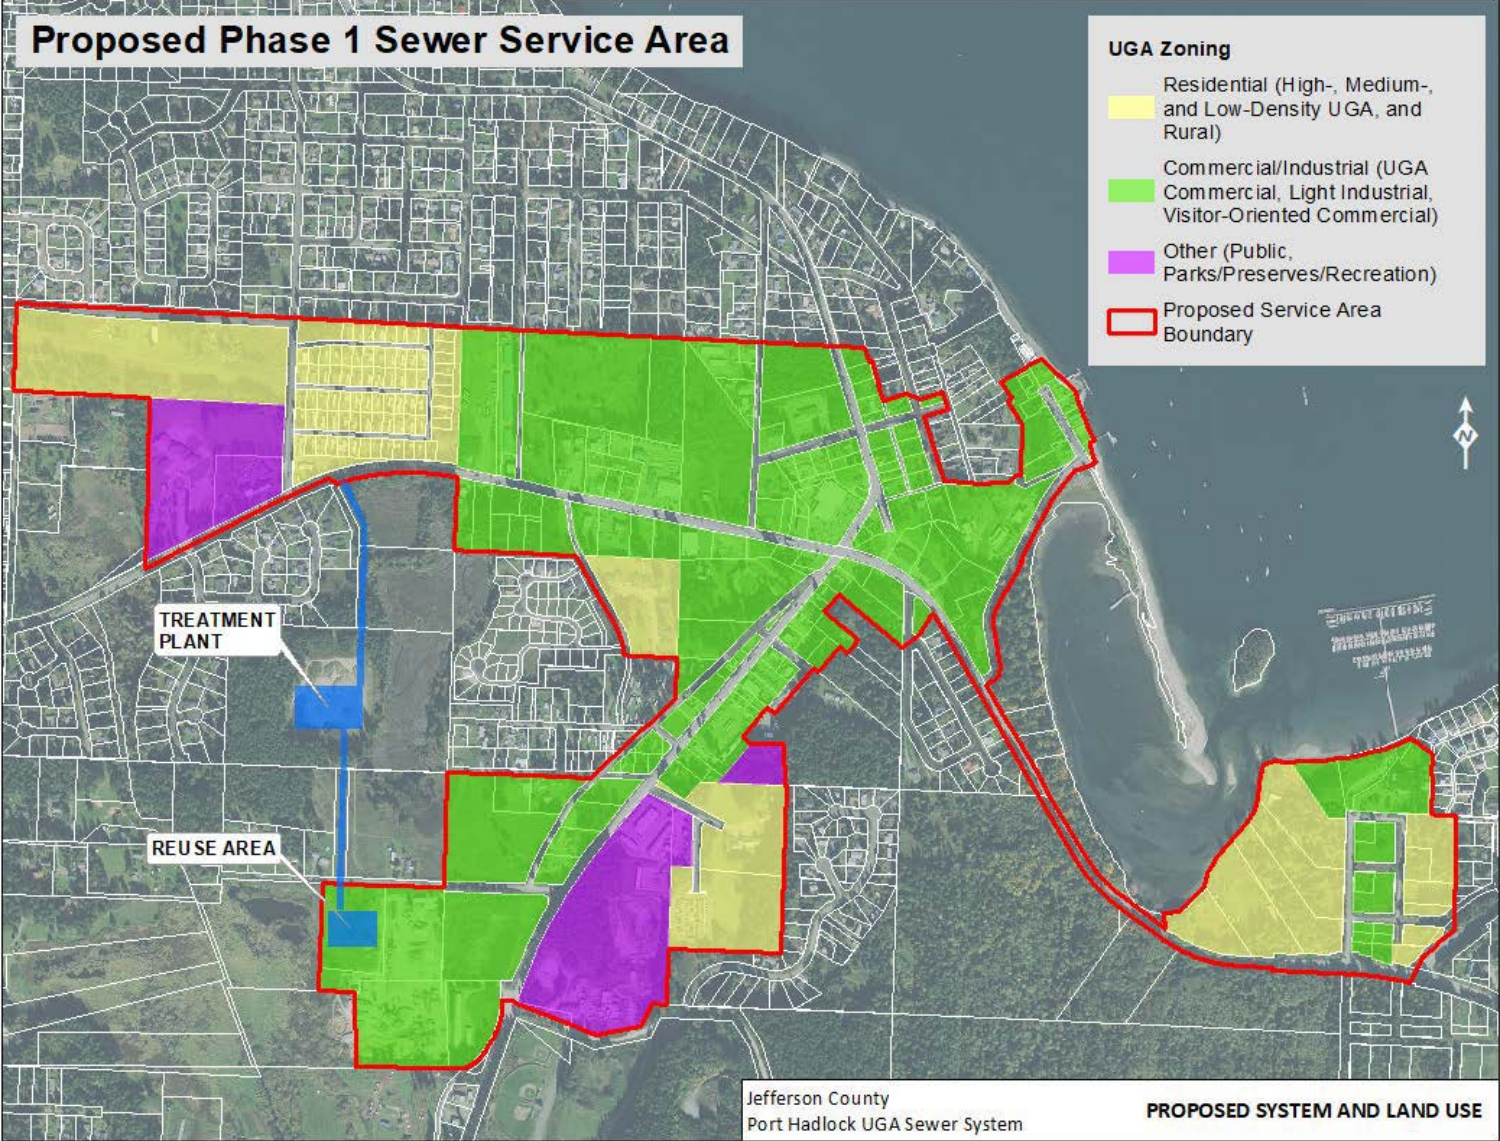 Proposed Phase 1 Sewer Service Area
UGA Zoning
Residential (High-, Medium-,
and Low-Density UGA, and
Rural)
Commercial/Industrial (UGA
Commercial, Light Industrial,
Visitor-Oriented Commercial)
Other (Public,
Parks/Preserves/Recreation)
Proposed Service Area
Boundary
N
TREATMENT
PLANT
REUSE AREA
Jefferson County
Port Hadlock UGA Sewer System
PROPOSED SYSTEM AND LAND USE